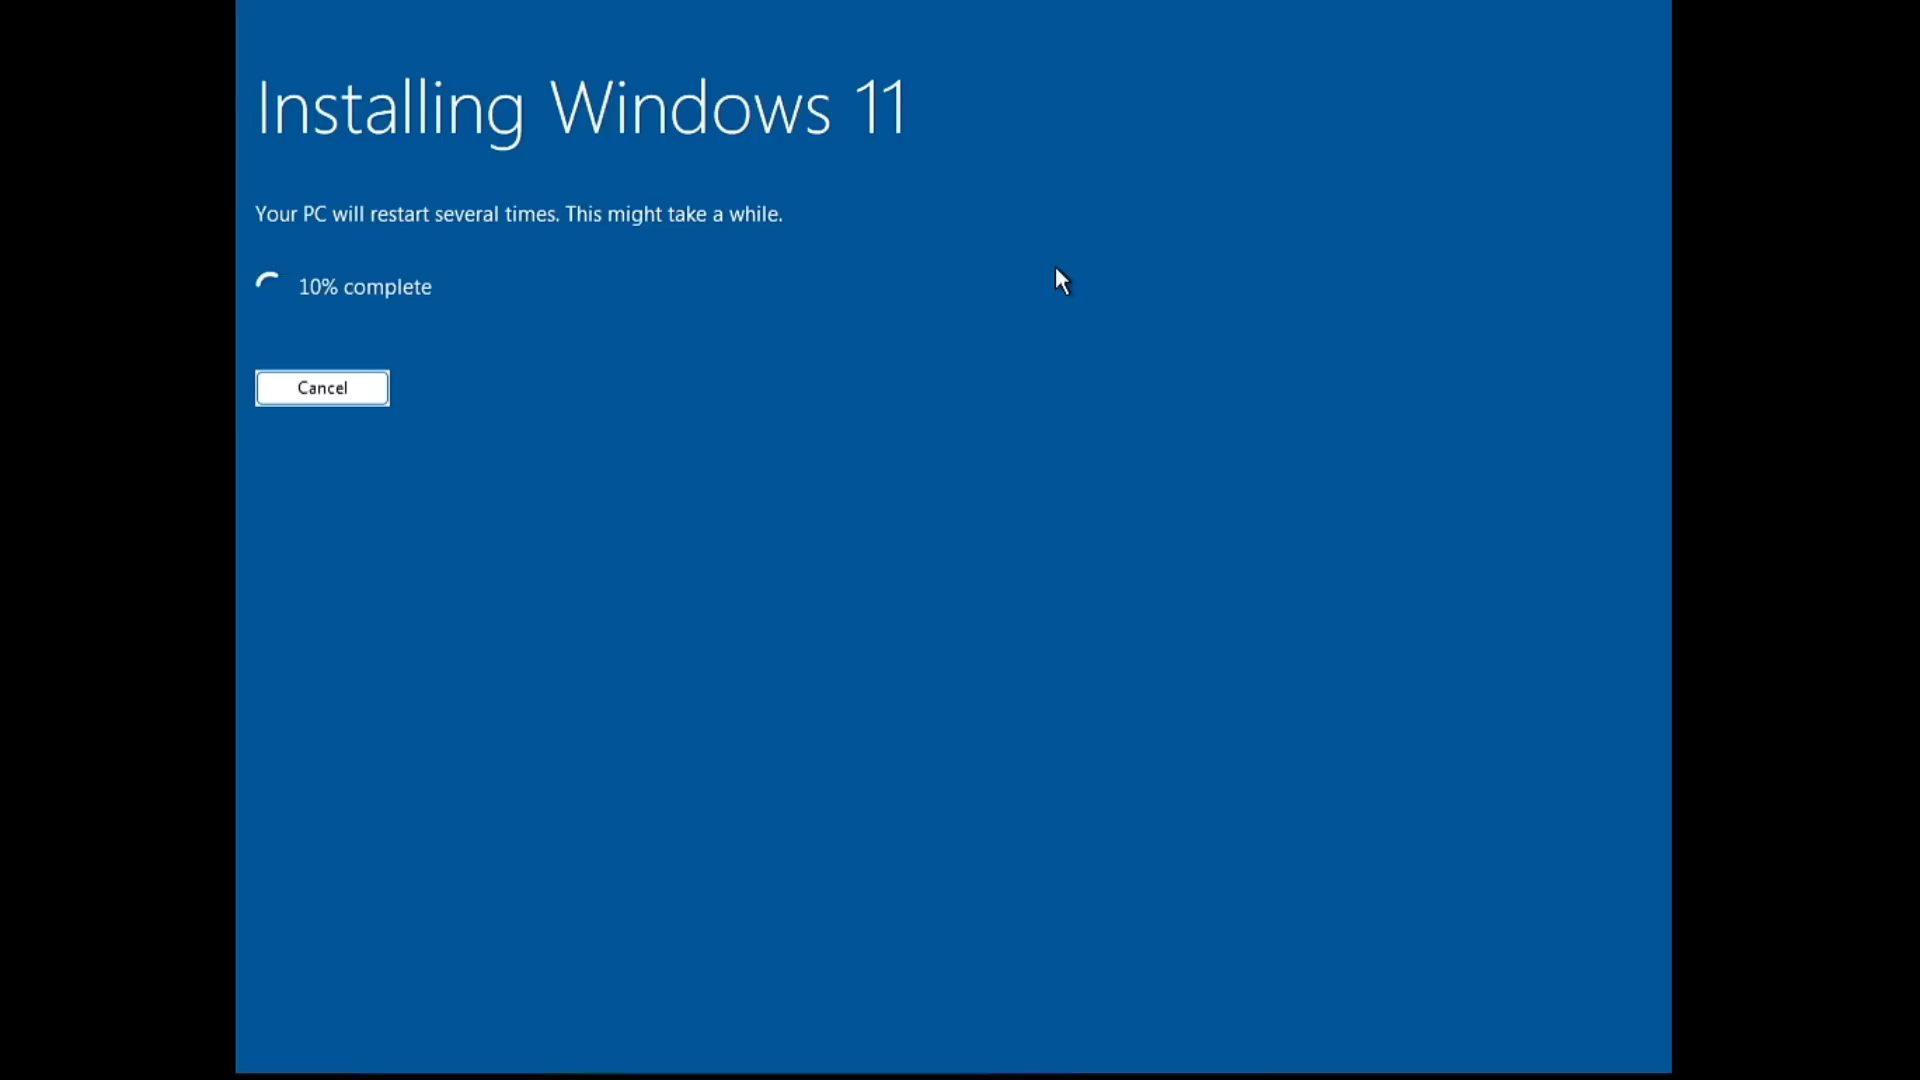 Installing Windows 11
Your PC will restart several times. This might take a while.
10% complete
Cancel